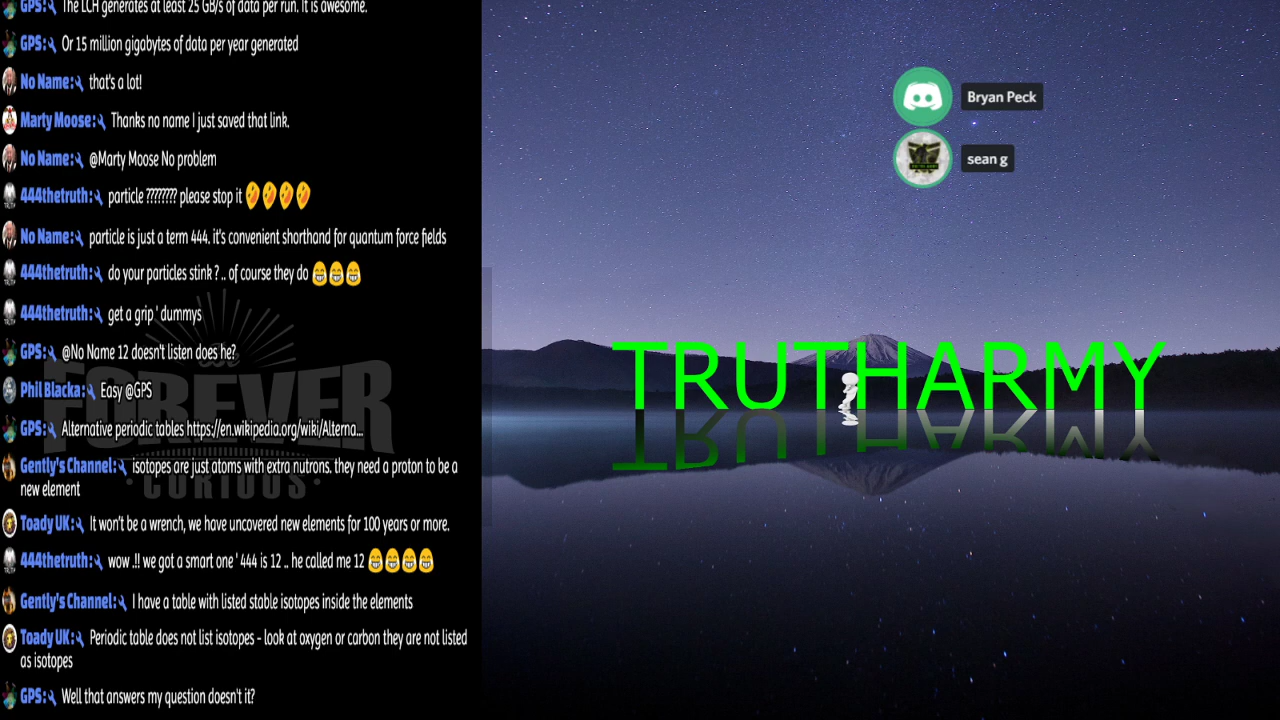 GPS: The LCH generates at least 25 GB/s of data per run. It is awesome.
GPS: Or 15 million gigabytes of data per year generated
No Name: that's a lot!
Marty Moose: Thanks no name I just saved that link.
No Name: @Marty Moose No problem
444thetruth: particle ???????? please stop it
No Name: particle is just a term 444. it's convenient shorthand for quantum force fields
444thetruth: do your particles stink ? .. of course they do
444thetruth: get a grip ' dummys
GPS: @No Name 12 doesn't listen does he?
Phil Blacka: Easy @GPS
GPS: Alternative periodic tables https://en.wikipedia.org/wiki/Alterna...
Gently's Channel: isotopes are just atoms with extra nutrons. they need a proton to be a
new element
Toady UK: It won't be a wrench, we have uncovered new elements for 100 years or more.
444thetruth: wow .!! we got a smart one ' 444 is 12 .. he called me 12
Gently's Channel: I have a table with listed stable isotopes inside the elements
Toady UK: Periodic table does not list isotopes - look at oxygen or carbon they are not listed
as isotopes
GPS: Well that answers my question doesn't it?
the
FOREVER
CURIOUS
Bryan Peck
sean g
TRUTHARMY